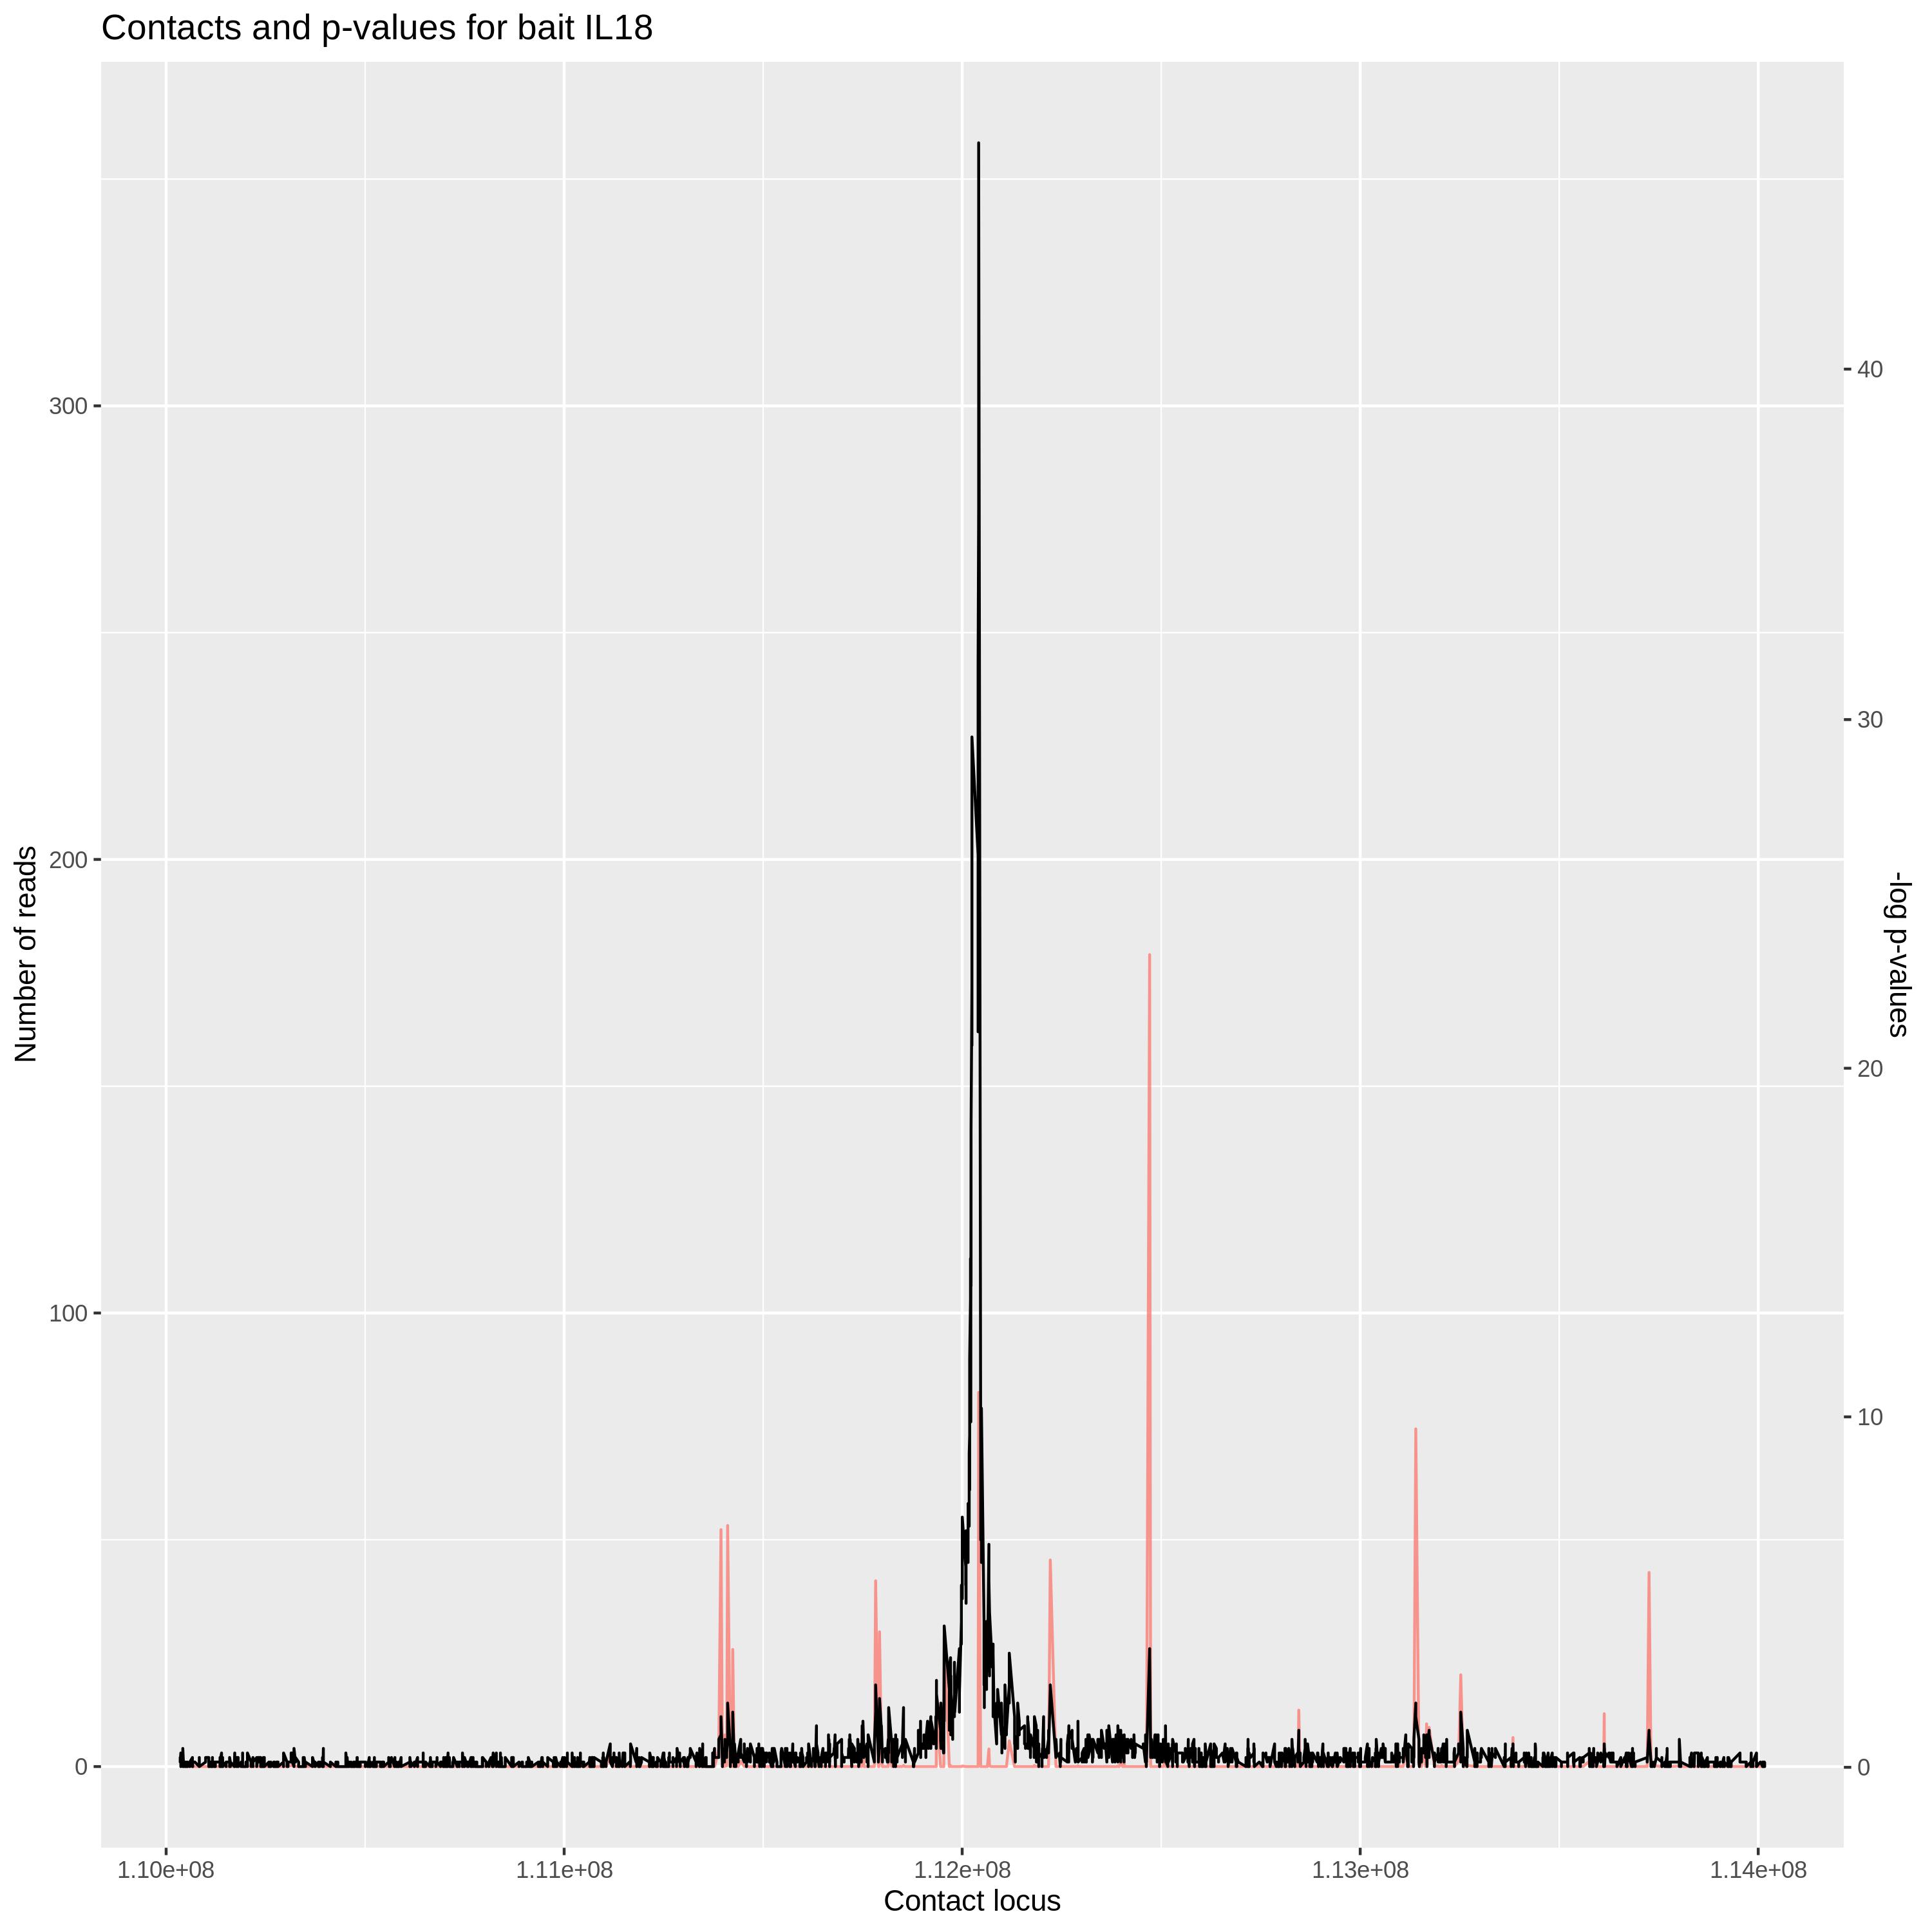 Contacts and p-values for bait IL18
Number of reads
300
200
100
0
40
30
20
10
0
-log p-values
1.10e+08
1.11e+08
1.12e+08
1.13e+08
1.14e+08
Contact locus